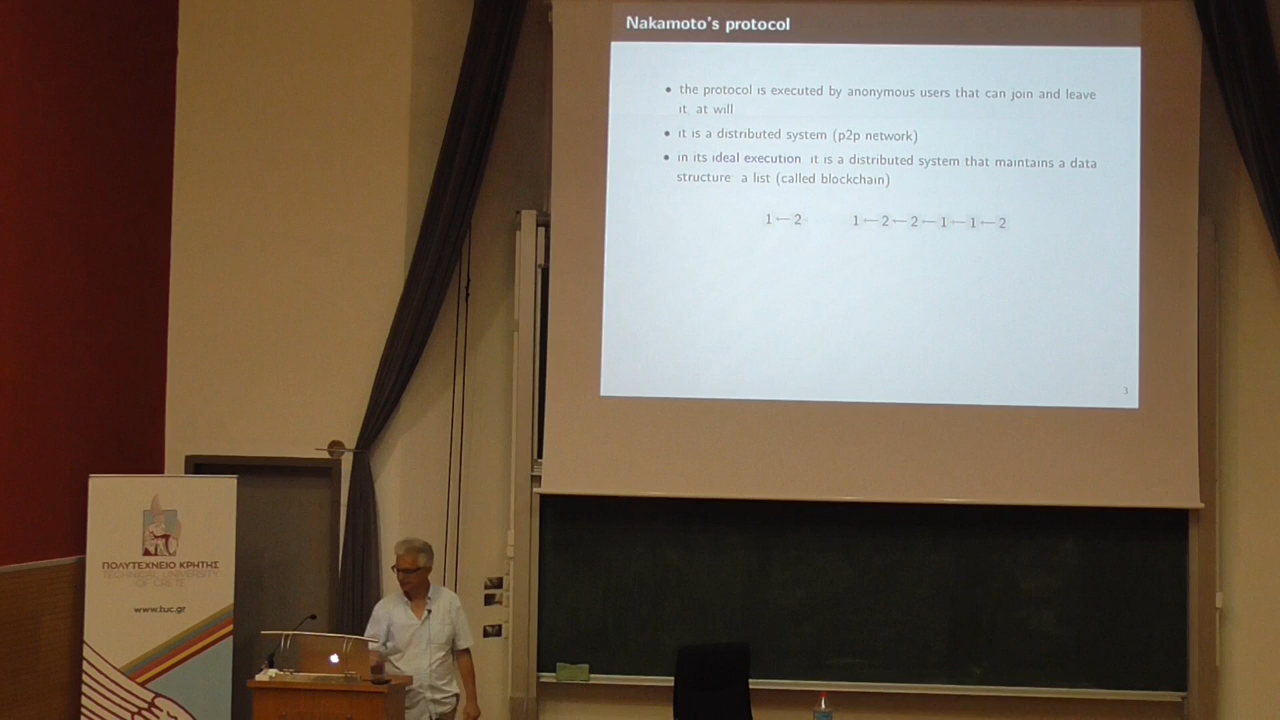 Nakamoto's protocol
• the protocol is executed by anonymous users that can join and leave
it at will
• it is a distributed system (p2p network)
• in its ideal execution it is a distributed system that maintains a data
structure: a list (called blockchain)
1←2 1←2←2←1←1←2
3
ΠΟΛΥΤΕΧΝΕΙΟ ΚΡΗΤΗΣ
TECHNICAL UNIVERSITY
OF CRETE
www.tuc.gr